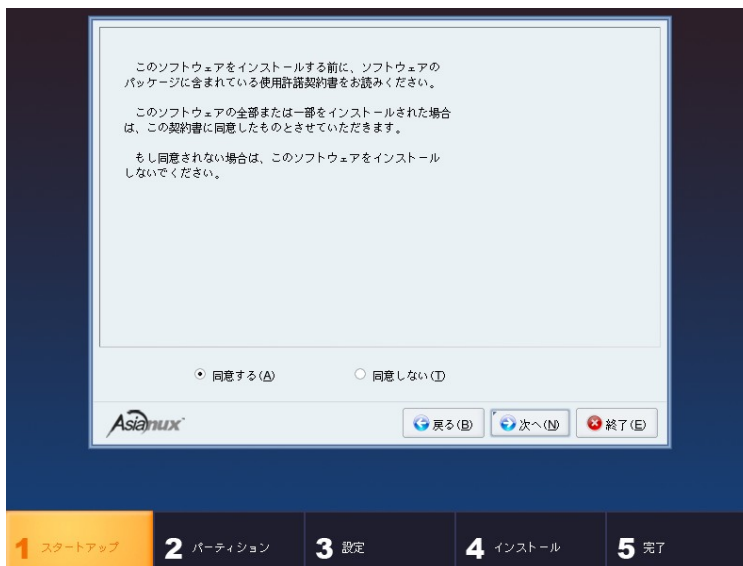 このソフトウェアをインストールする前に、ソフトウェアの
パッケージに含まれている使用許諾契約書をお読みください。
このソフトウェアの全部または一部をインストールされた場合
は、この契約書に同意したものとさせていただきます。
もし同意されない場合は、このソフトウェアをインストール
しないでください。
同意する(A) 同意しない(T)
Asianux 戻る(B) 次へ(N) 終了(E)
1 スタートアップ 2 パーティション 3 設定 4 インストール 5 完了